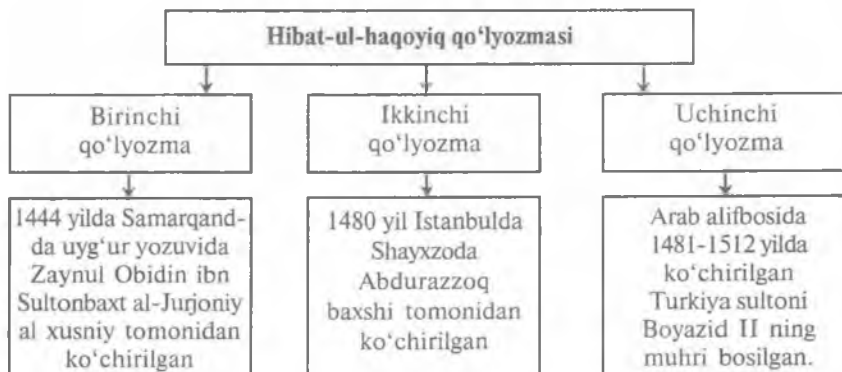 Hibat-ul-haqoyiq qo‘lyozmasi
Birinchi
qo‘lyozma
Ikkinchi
qo‘lyozma
Uchinchi
qo‘lyozma
1444 yilda Samarqand-
da uyg‘ur yozuvida
Zaynul Obidin ibn
Sultonbaxt al-Jurjoniy
al xusniy tomonidan
ko‘chirilgan
1480 yil Istanbulda
Shayxzoda
Abdurazzoq
baxshi tomonidan
ko‘chirilgan
Arab alifbosida
1481-1512 yilda
ko‘chirilgan
Turkiya sultoni
Boyazid II ning
muhri bosilgan.